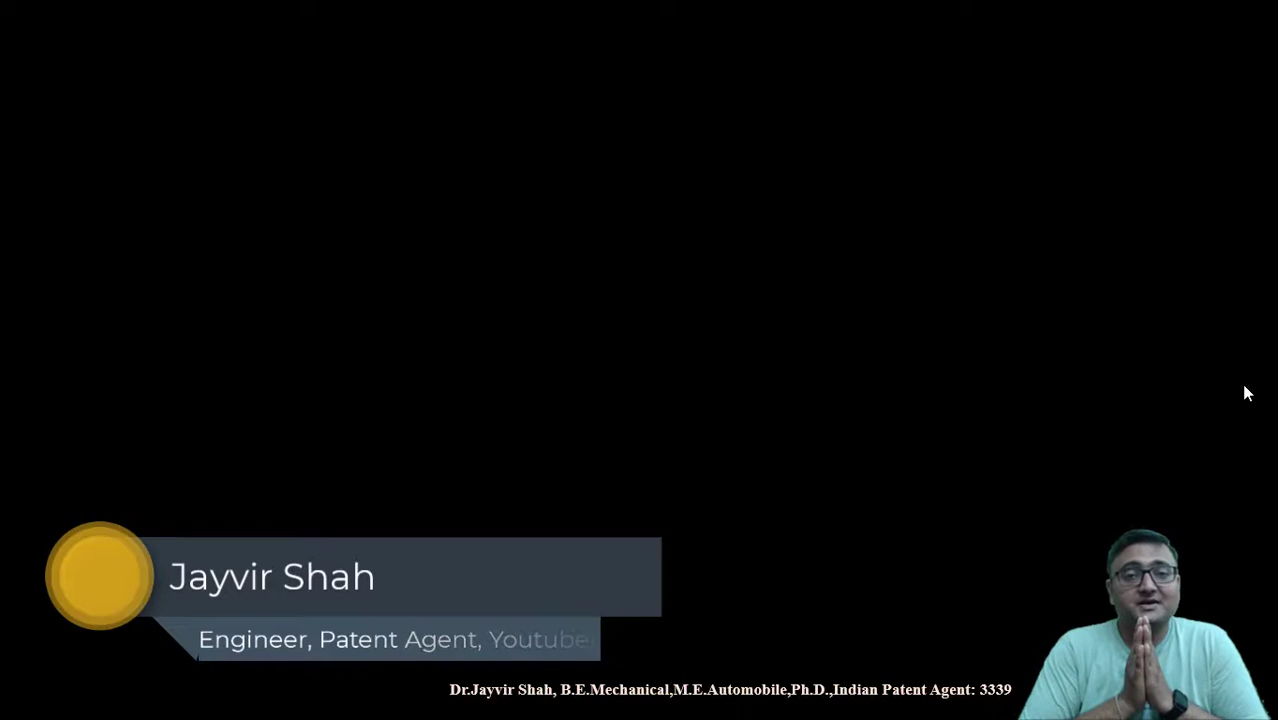 Jayvir Shah
Engineer, Patent Agent, Youtube
Dr.Jayvir Shah, B.E.Mechanical,M.E.Automobile,Ph.D.,Indian Patent Agent: 3339